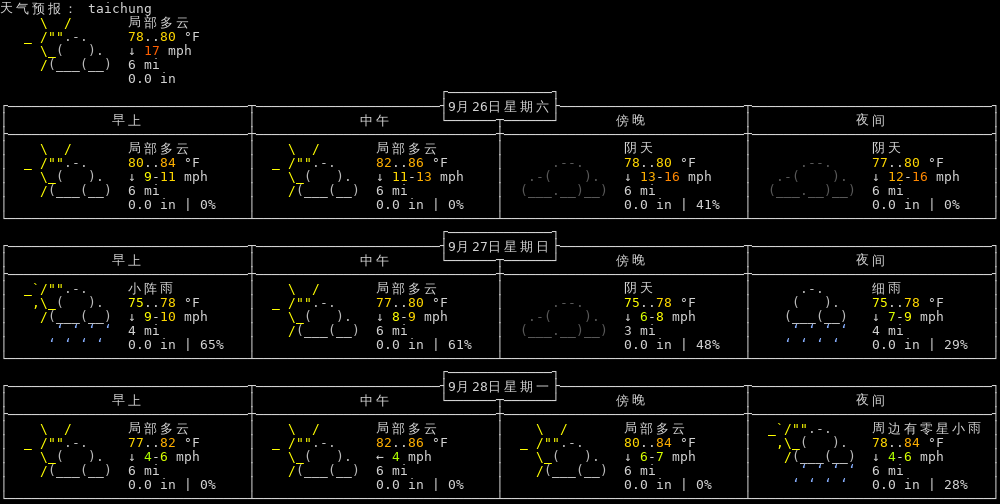 天气预报： taichung
局部多云
78..80 °F
↓ 17 mph
6 mi
0.0 in
9月26日星期六
早上 中午 傍晚 夜间
局部多云 局部多云 阴天 阴天
80..84 °F 82..86 °F 78..80 °F 77..80 °F
↓ 9-11 mph ↓ 11-13 mph ↓ 13-16 mph ↓ 12-16 mph
6 mi 6 mi 6 mi 6 mi
0.0 in | 0% 0.0 in | 0% 0.0 in | 41% 0.0 in | 0%
9月27日星期日
早上 中午 傍晚 夜间
小阵雨 局部多云 阴天 细雨
75..78 °F 77..80 °F 75..78 °F 75..78 °F
↓ 9-10 mph ↓ 8-9 mph ↓ 6-8 mph ↓ 7-9 mph
4 mi 6 mi 3 mi 4 mi
0.0 in | 65% 0.0 in | 61% 0.0 in | 48% 0.0 in | 29%
9月28日星期一
早上 中午 傍晚 夜间
局部多云 局部多云 局部多云 周边有零星小雨
77..82 °F 82..86 °F 80..84 °F 78..84 °F
↓ 4-6 mph ← 4 mph ↓ 6-7 mph ↓ 4-6 mph
6 mi 6 mi 6 mi 6 mi
0.0 in | 0% 0.0 in | 0% 0.0 in | 0% 0.0 in | 28%